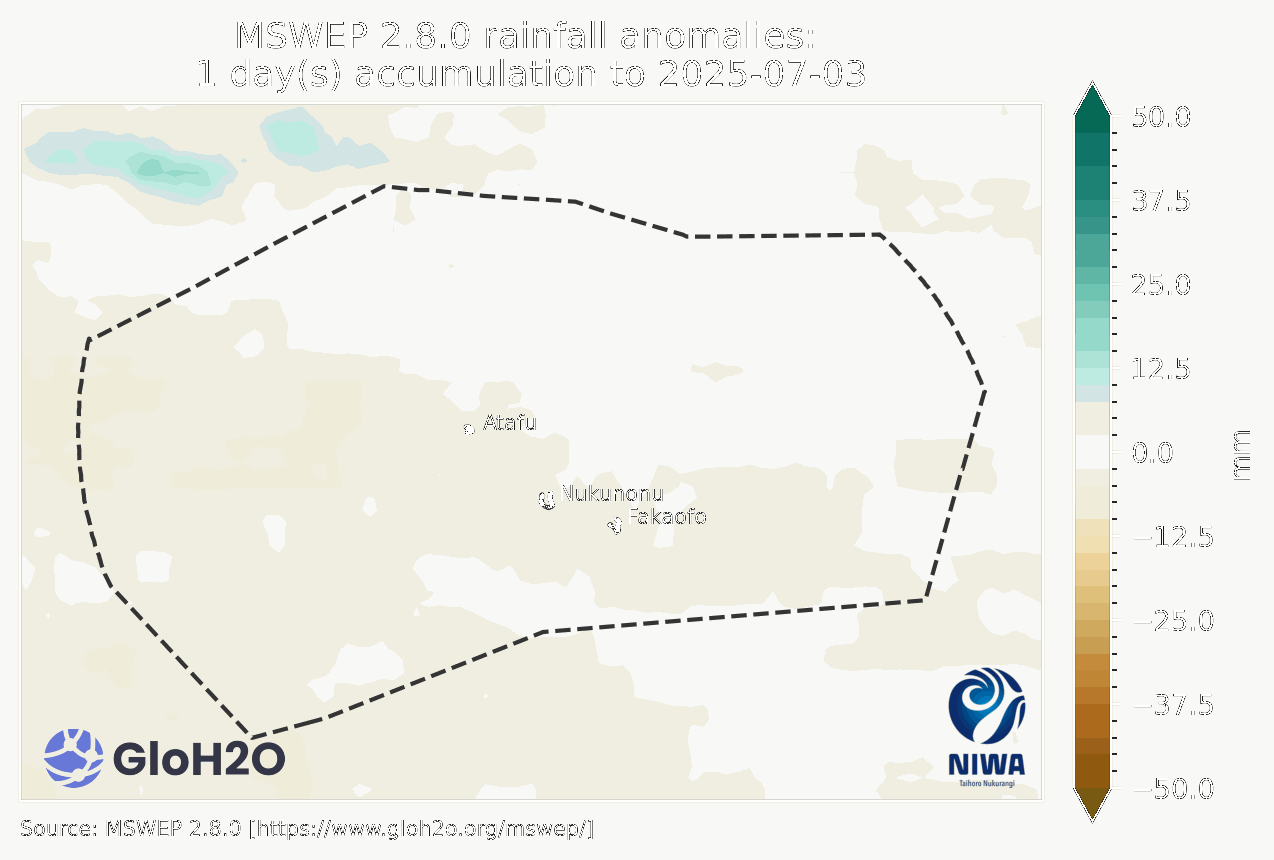 MSWEP 2.8.0 rainfall anomalies:
1 day(s) accumulation to 2025-07-03
50.0
37.5
25.0
12.5
0.0
−12.5
−25.0
−37.5
−50.0
mm
Atafu
Nukunonu
Fakaofo
GloH2O
NIWA
Taihoro Nukurangi
Source: MSWEP 2.8.0 [https://www.gloh2o.org/mswep/]